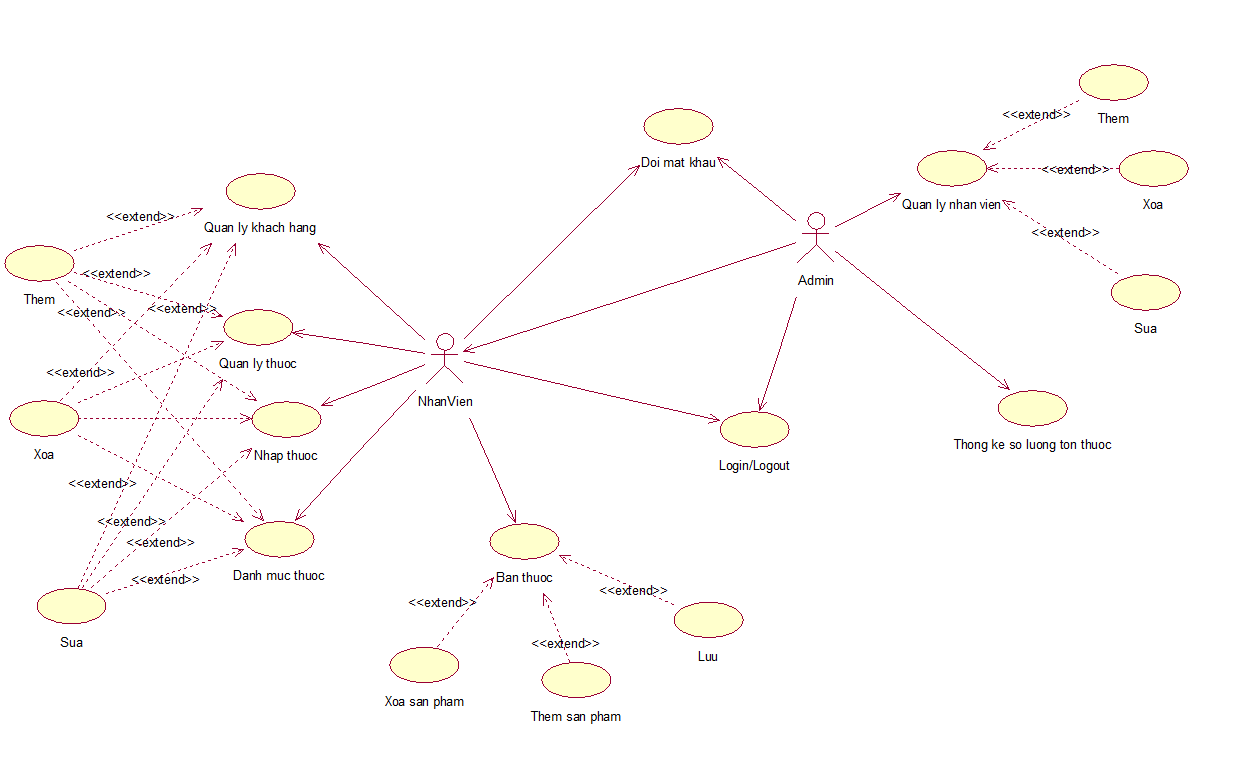 Them
<<extend>>
Doi mat khau
<<extend>>
Xoa
Quan ly nhan vien
<<extend>>
Quan ly khach hang
<<extend>>
Admin
<<extend>>
Them
<<extend>>
<<extend>>
Sua
Quan ly thuoc
<<extend>>
NhanVien
Xoa
Nhap thuoc
Login/Logout
Thong ke so luong ton thuoc
<<extend>>
<<extend>>
<<extend>>
<<extend>>
Danh muc thuoc
Ban thuoc
<<extend>>
<<extend>>
Sua
<<extend>>
Luu
Xoa san pham
Them san pham